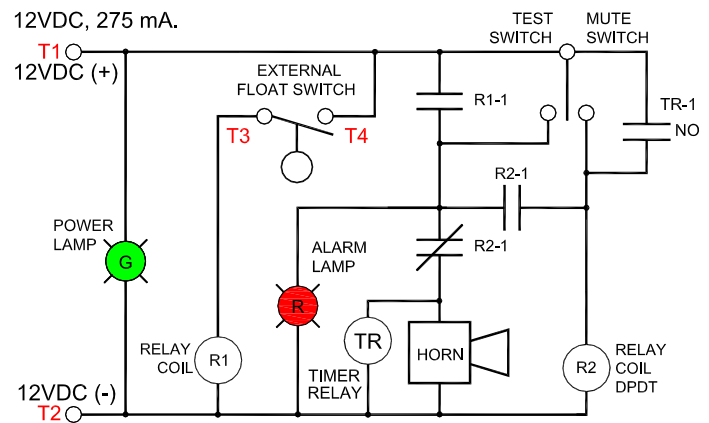 12VDC, 275 mA.
T1
12VDC (+)
TEST
SWITCH
MUTE
SWITCH
EXTERNAL
FLOAT SWITCH
T3
T4
R1-1
TR-1
NO
R2-1
R2-1
POWER
LAMP
G
ALARM
LAMP
R
RELAY
COIL
R1
TR
TIMER
RELAY
HORN
R2
RELAY
COIL
DPDT
12VDC (-)
T2